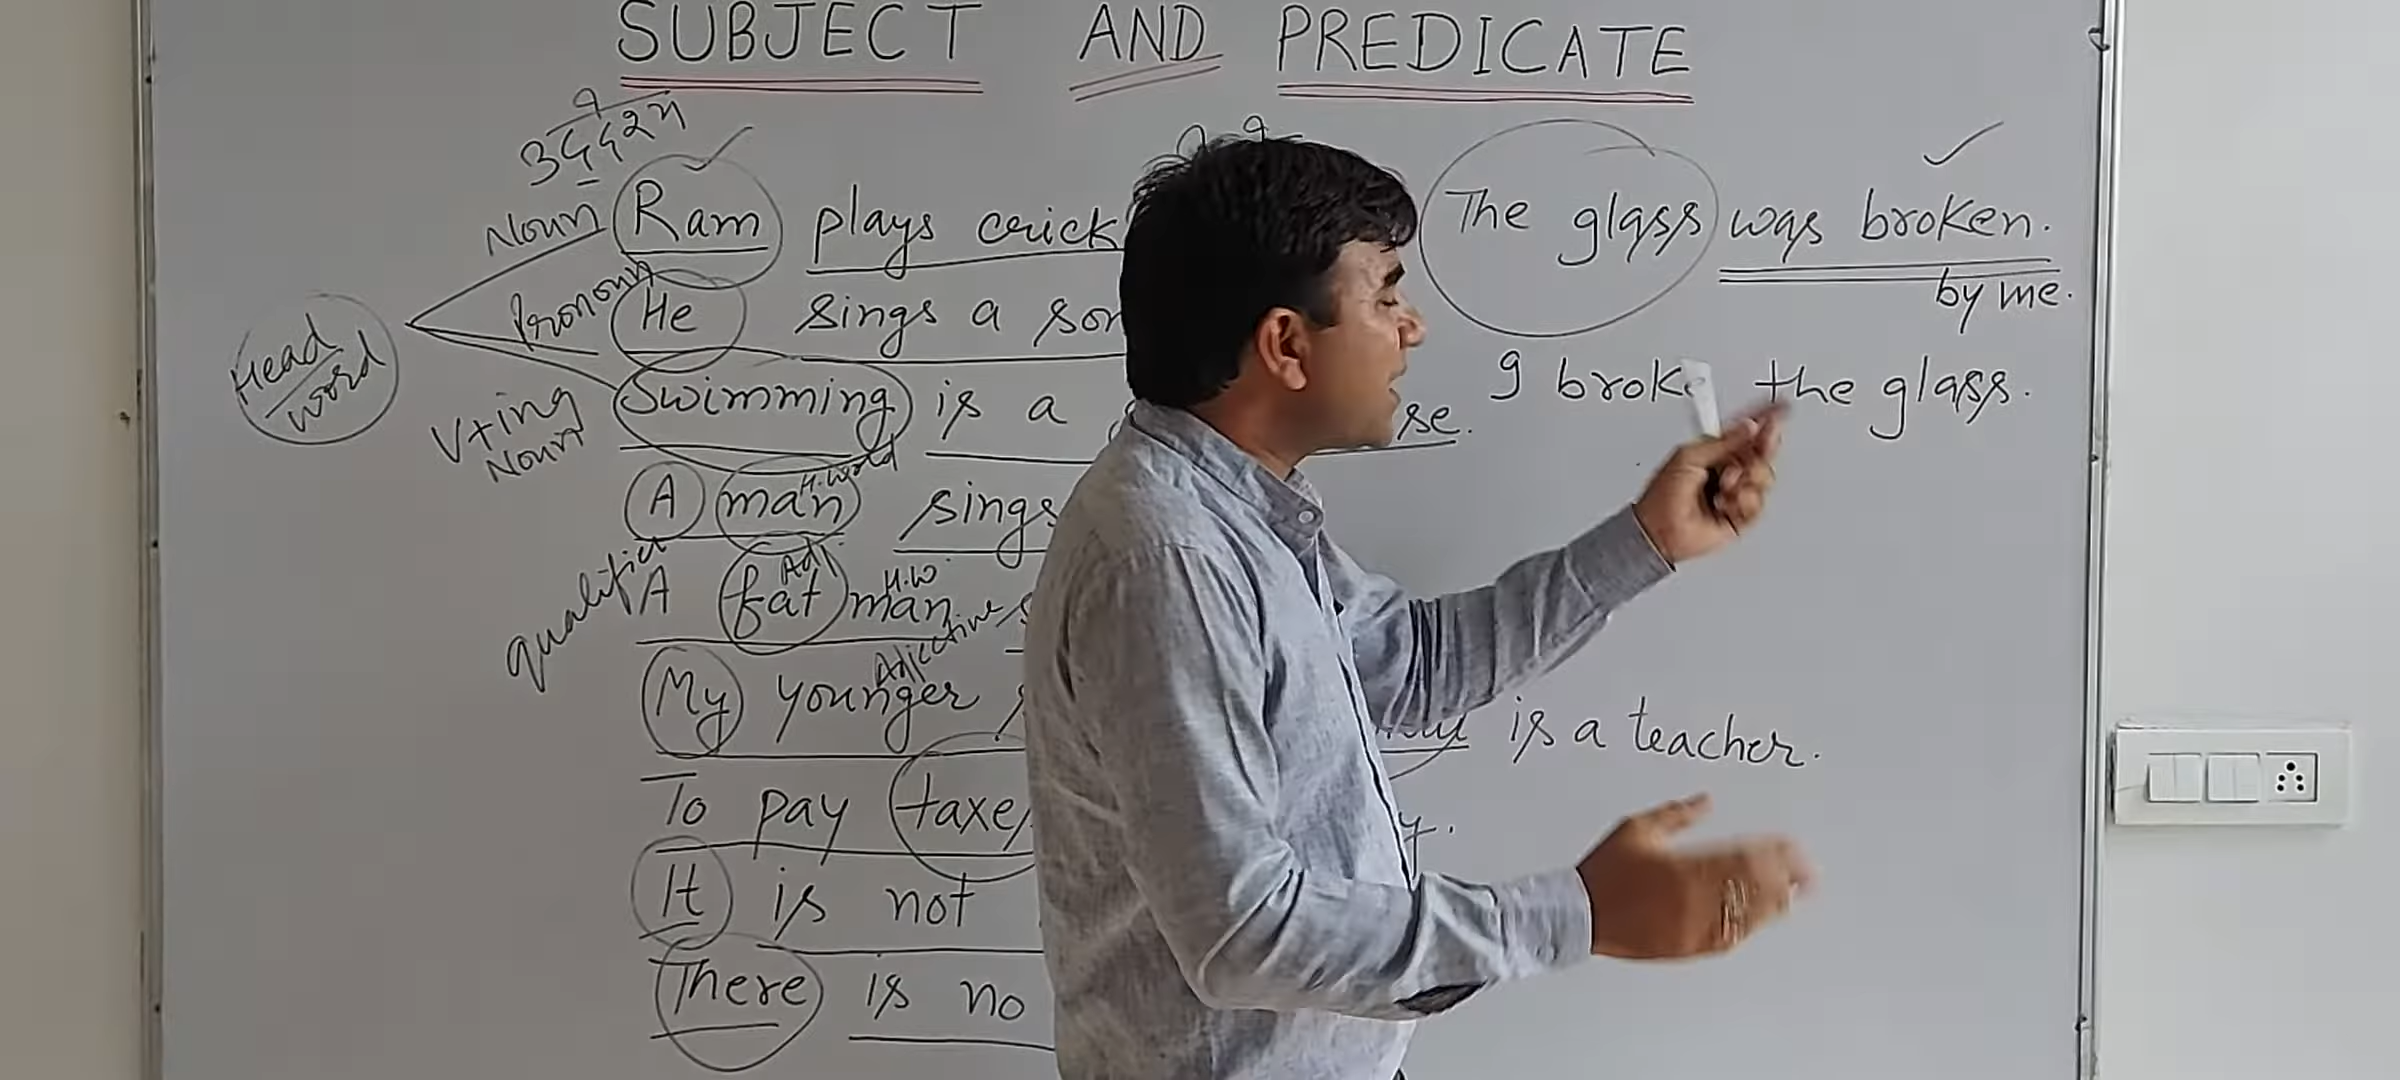 SUBJECT AND PREDICATE
उद्देश्य
Noun Ram plays crick
The glass was broken.
by me.
Pronoun He sings a son
Head word
I broke the glass.
V+ing Noun
Swimming is a se.
A man H.word sings
qualifier
A fat Adj. man H.W
My younger Adjective is a teacher.
To pay taxes y.
It is not
There is no